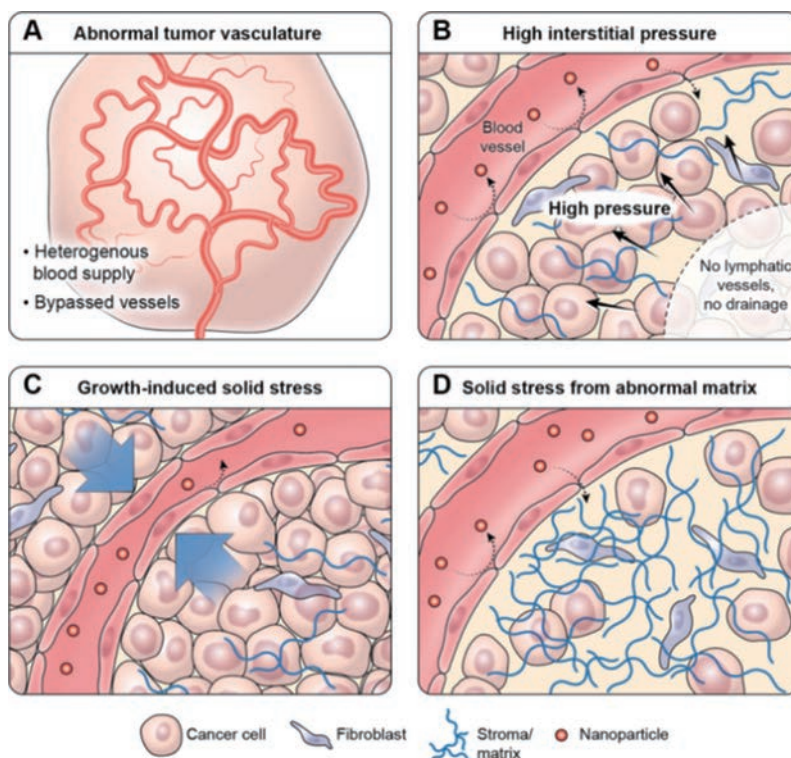 A Abnormal tumor vasculature
• Heterogenous
blood supply
• Bypassed vessels
B High interstitial pressure
Blood
vessel
High pressure
No lymphatic
vessels,
no drainage
C Growth-induced solid stress
D Solid stress from abnormal matrix
Cancer cell
Fibroblast
Stroma/
matrix
Nanoparticle